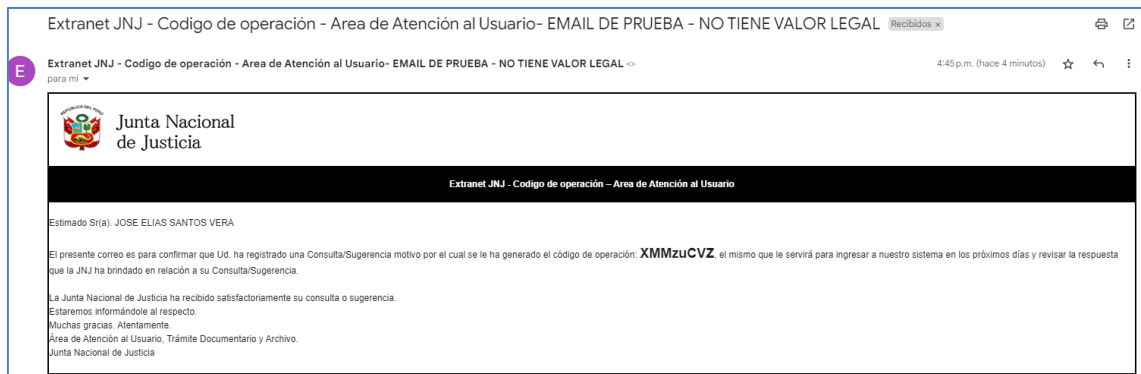 Extranet JNJ - Codigo de operación - Area de Atención al Usuario- EMAIL DE PRUEBA - NO TIENE VALOR LEGAL Recibidos x
E
Extranet JNJ - Codigo de operación - Area de Atención al Usuario- EMAIL DE PRUEBA - NO TIENE VALOR LEGAL <> 4:45 p.m. (hace 4 minutos)
para mí
REPUBLICA DEL PERU
Junta Nacional
de Justicia
Extranet JNJ - Codigo de operación – Area de Atención al Usuario
Estimado Sr(a). JOSE ELIAS SANTOS VERA
El presente correo es para confirmar que Ud. ha registrado una Consulta/Sugerencia motivo por el cual se le ha generado el código de operación: XMMzuCVZ, el mismo que le servirá para ingresar a nuestro sistema en los próximos días y revisar la respuesta
que la JNJ ha brindado en relación a su Consulta/Sugerencia.
La Junta Nacional de Justicia ha recibido satisfactoriamente su consulta o sugerencia.
Estaremos informándole al respecto.
Muchas gracias. Atentamente.
Área de Atención al Usuario, Trámite Documentario y Archivo.
Junta Nacional de Justicia